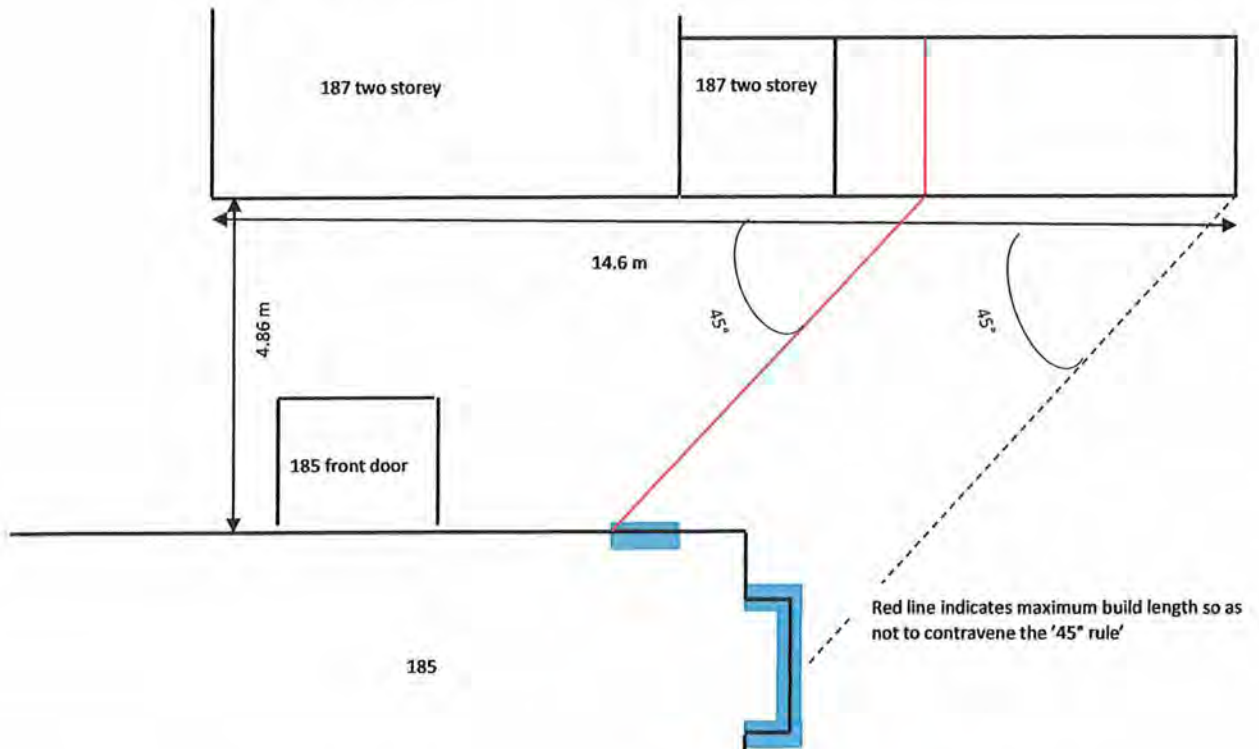 187 two storey
187 two storey
14.6 m
45°
45°
4.86 m
185 front door
Red line indicates maximum build length so as
not to contravene the '45° rule'
185